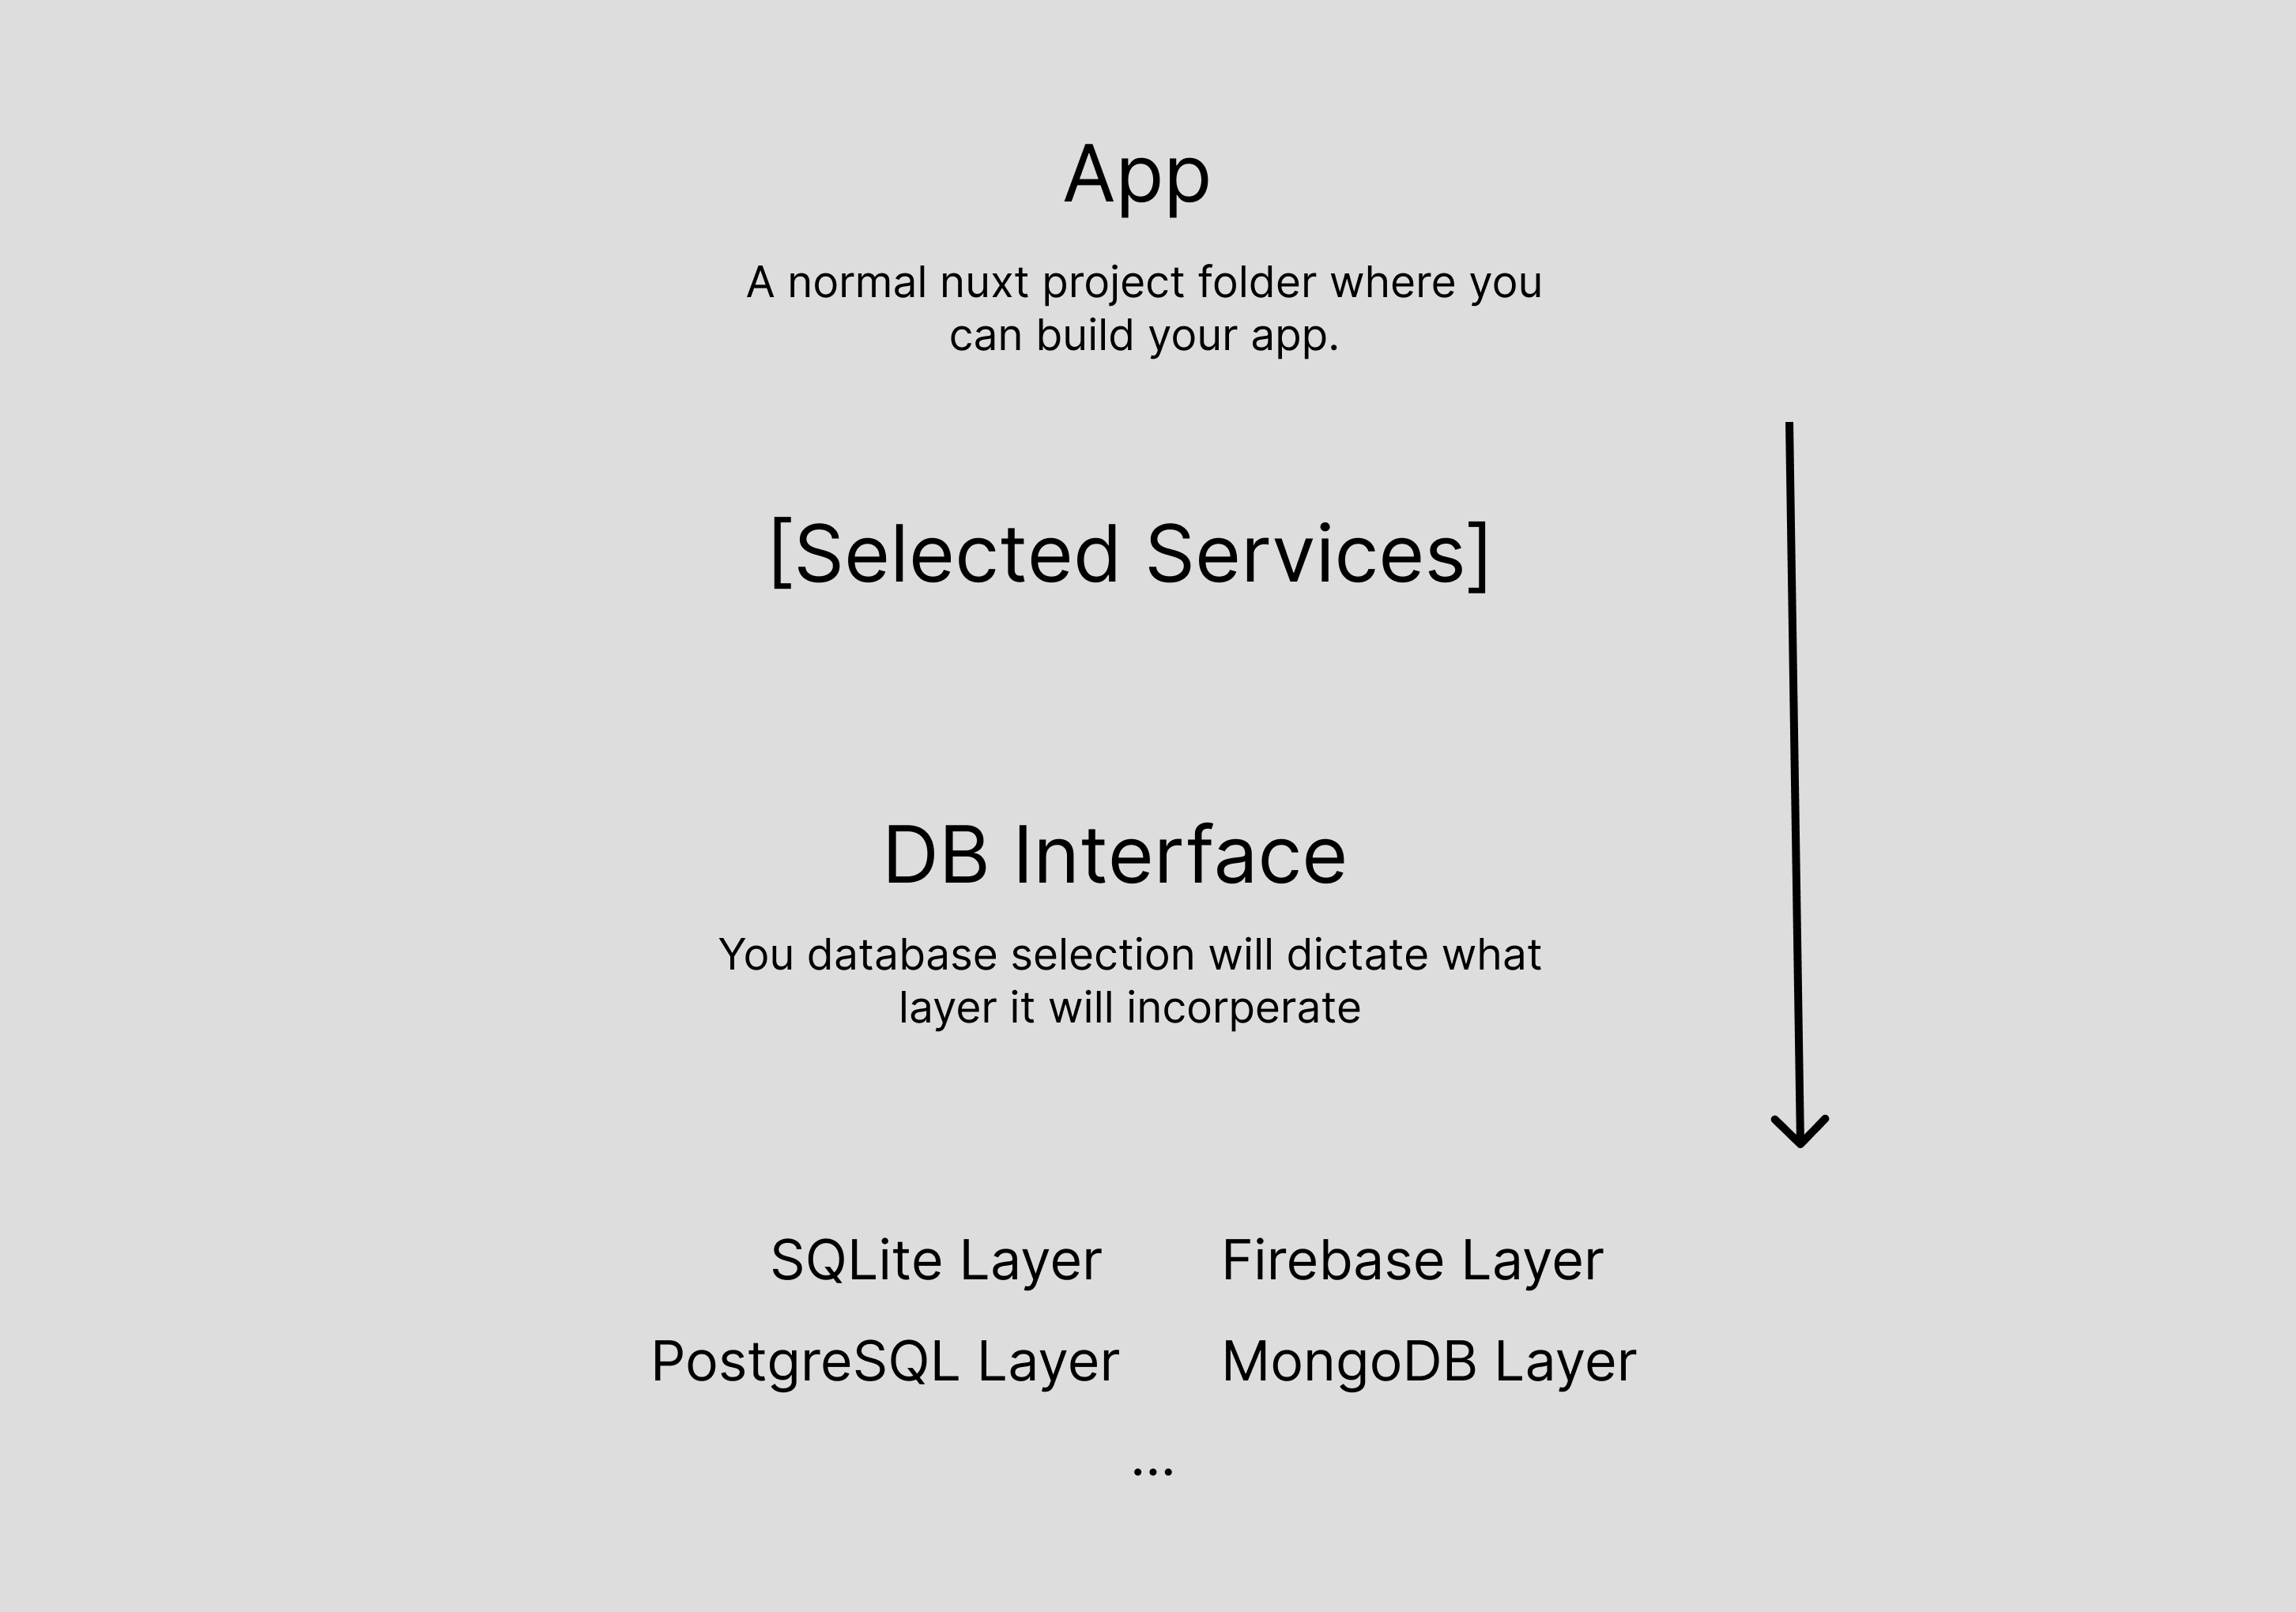 App
A normal nuxt project folder where you
can build your app.
[Selected Services]
DB Interface
You database selection will dictate what
layer it will incorperate
SQLite Layer
Firebase Layer
PostgreSQL Layer
MongoDB Layer
...